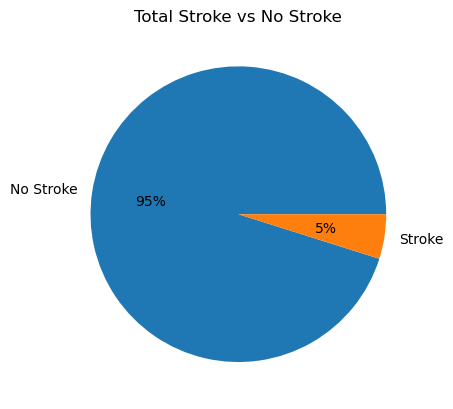 Total Stroke vs No Stroke
No Stroke
95%
5%
Stroke